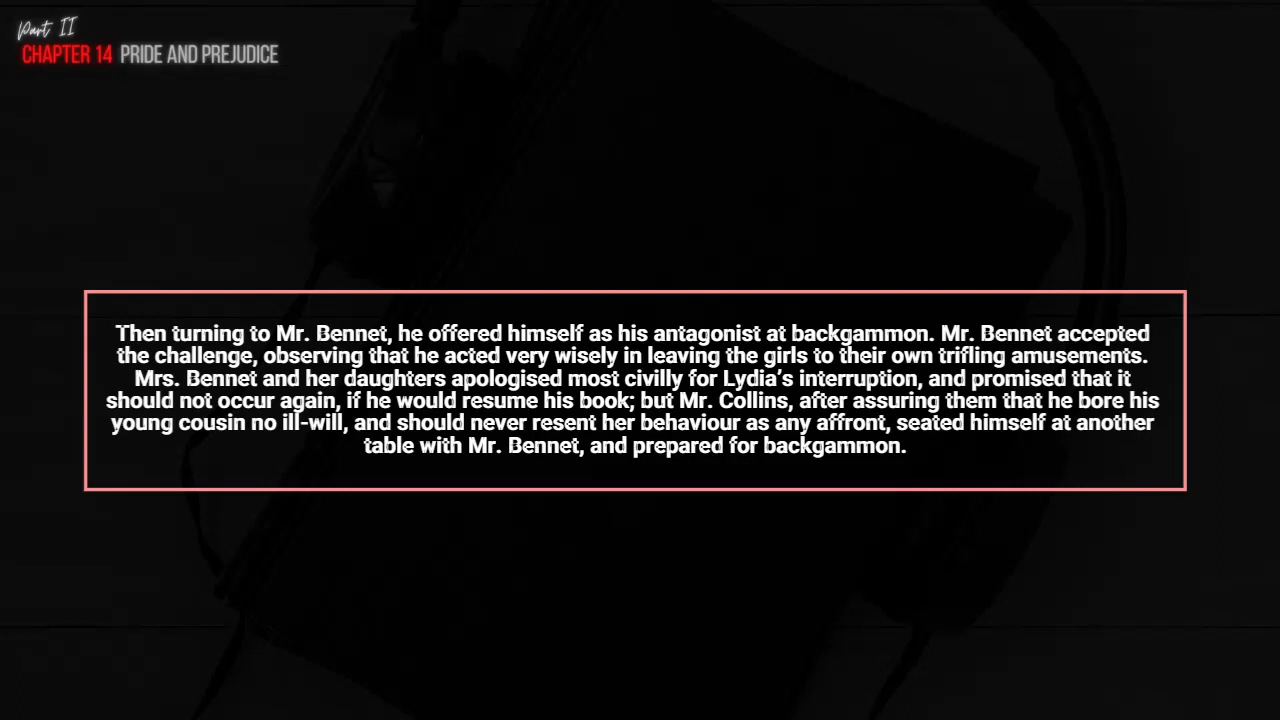 Part II
CHAPTER 14 PRIDE AND PREJUDICE
Then turning to Mr. Bennet, he offered himself as his antagonist at backgammon. Mr. Bennet accepted
the challenge, observing that he acted very wisely in leaving the girls to their own trifling amusements.
Mrs. Bennet and her daughters apologised most civilly for Lydia's interruption, and promised that it
should not occur again, if he would resume his book; but Mr. Collins, after assuring them that he bore his
young cousin no ill-will, and should never resent her behaviour as any affront, seated himself at another
table with Mr. Bennet, and prepared for backgammon.